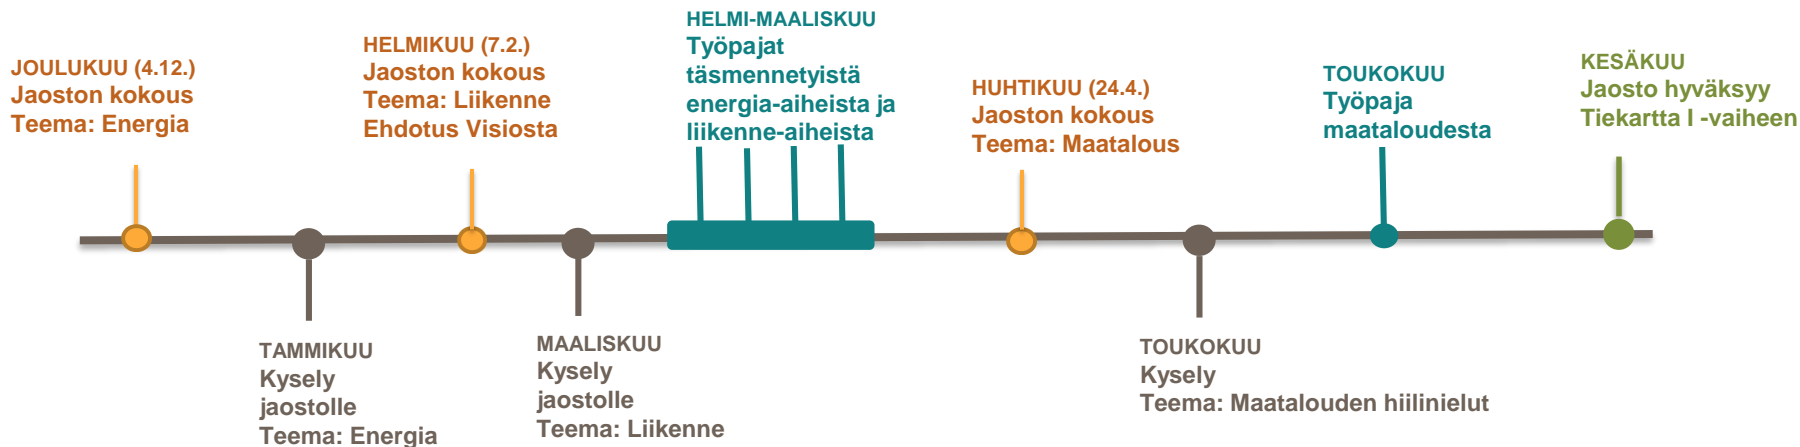 JOULUKUU (4.12.)
Jaoston kokous
Teema: Energia
HELMIKUU (7.2.)
Jaoston kokous
Teema: Liikenne
Ehdotus Visiosta
HELMI-MAALISKUU
Työpajat
täsmennetyistä
energia-aiheista ja
liikenne-aiheista
HUHTIKUU (24.4.)
Jaoston kokous
Teema: Maatalous
TOUKOKUU
Työpaja
maataloudesta
KESÄKUU
Jaosto hyväksyy
Tiekartta I -vaiheen
TAMMIKUU
Kysely
jaostolle
Teema: Energia
MAALISKUU
Kysely
jaostolle
Teema: Liikenne
TOUKOKUU
Kysely
Teema: Maatalouden hiilinielut